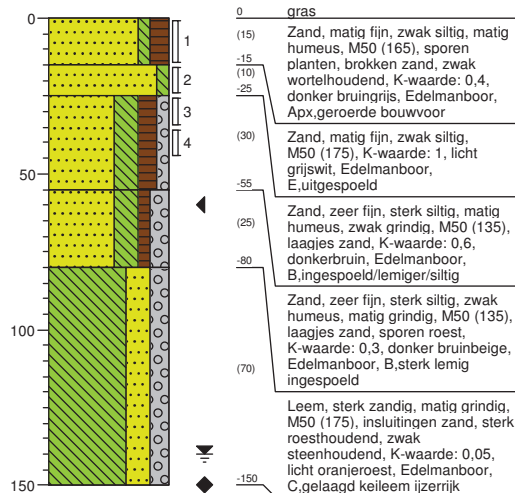 0
50
100
150
1
2
3
4
0 gras
(15)
Zand, matig fijn, zwak siltig, matig
humeus, M50 (165), sporen
planten, brokken zand, zwak
wortelhoudend, K-waarde: 0,4,
donker bruingrijs, Edelmanboor,
Apx,geroerde bouwvoor
-15
(10)
-25
Zand, matig fijn, zwak siltig,
M50 (175), K-waarde: 1, licht
grijswit, Edelmanboor,
E,uitgespoeld
(30)
-55
Zand, zeer fijn, sterk siltig, matig
humeus, zwak grindig, M50 (135),
laagjes zand, K-waarde: 0,6,
donkerbruin, Edelmanboor,
B,ingespoeld/lemiger/siltig
(25)
-80
Zand, zeer fijn, sterk siltig, zwak
humeus, matig grindig, M50 (135),
laagjes zand, sporen roest,
K-waarde: 0,3, donker bruinbeige,
Edelmanboor, B,sterk lemig
ingespoeld
(70)
Leem, sterk zandig, matig grindig,
M50 (175), insluitingen zand, sterk
roesthoudend, zwak
steenhoudend, K-waarde: 0,05,
licht oranjeroest, Edelmanboor,
C,gelaagd keileem ijzerrijk
-150